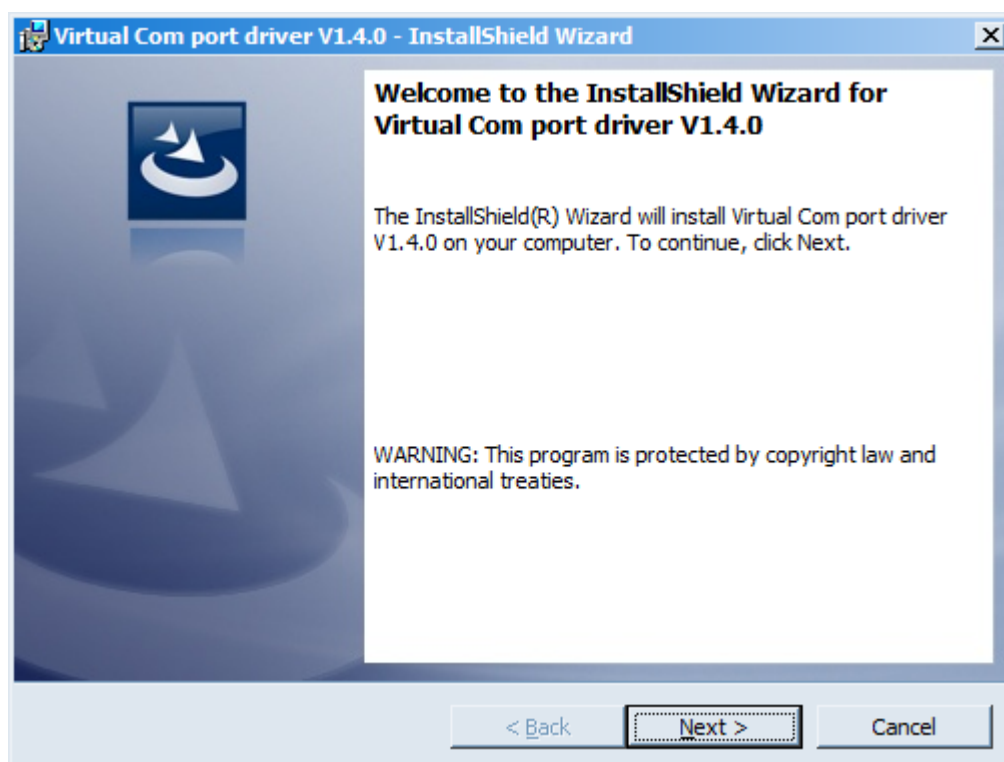 Virtual Com port driver V1.4.0 - InstallShield Wizard
Welcome to the InstallShield Wizard for
Virtual Com port driver V1.4.0
The InstallShield(R) Wizard will install Virtual Com port driver
V1.4.0 on your computer. To continue, click Next.
WARNING: This program is protected by copyright law and
international treaties.
< Back Next > Cancel